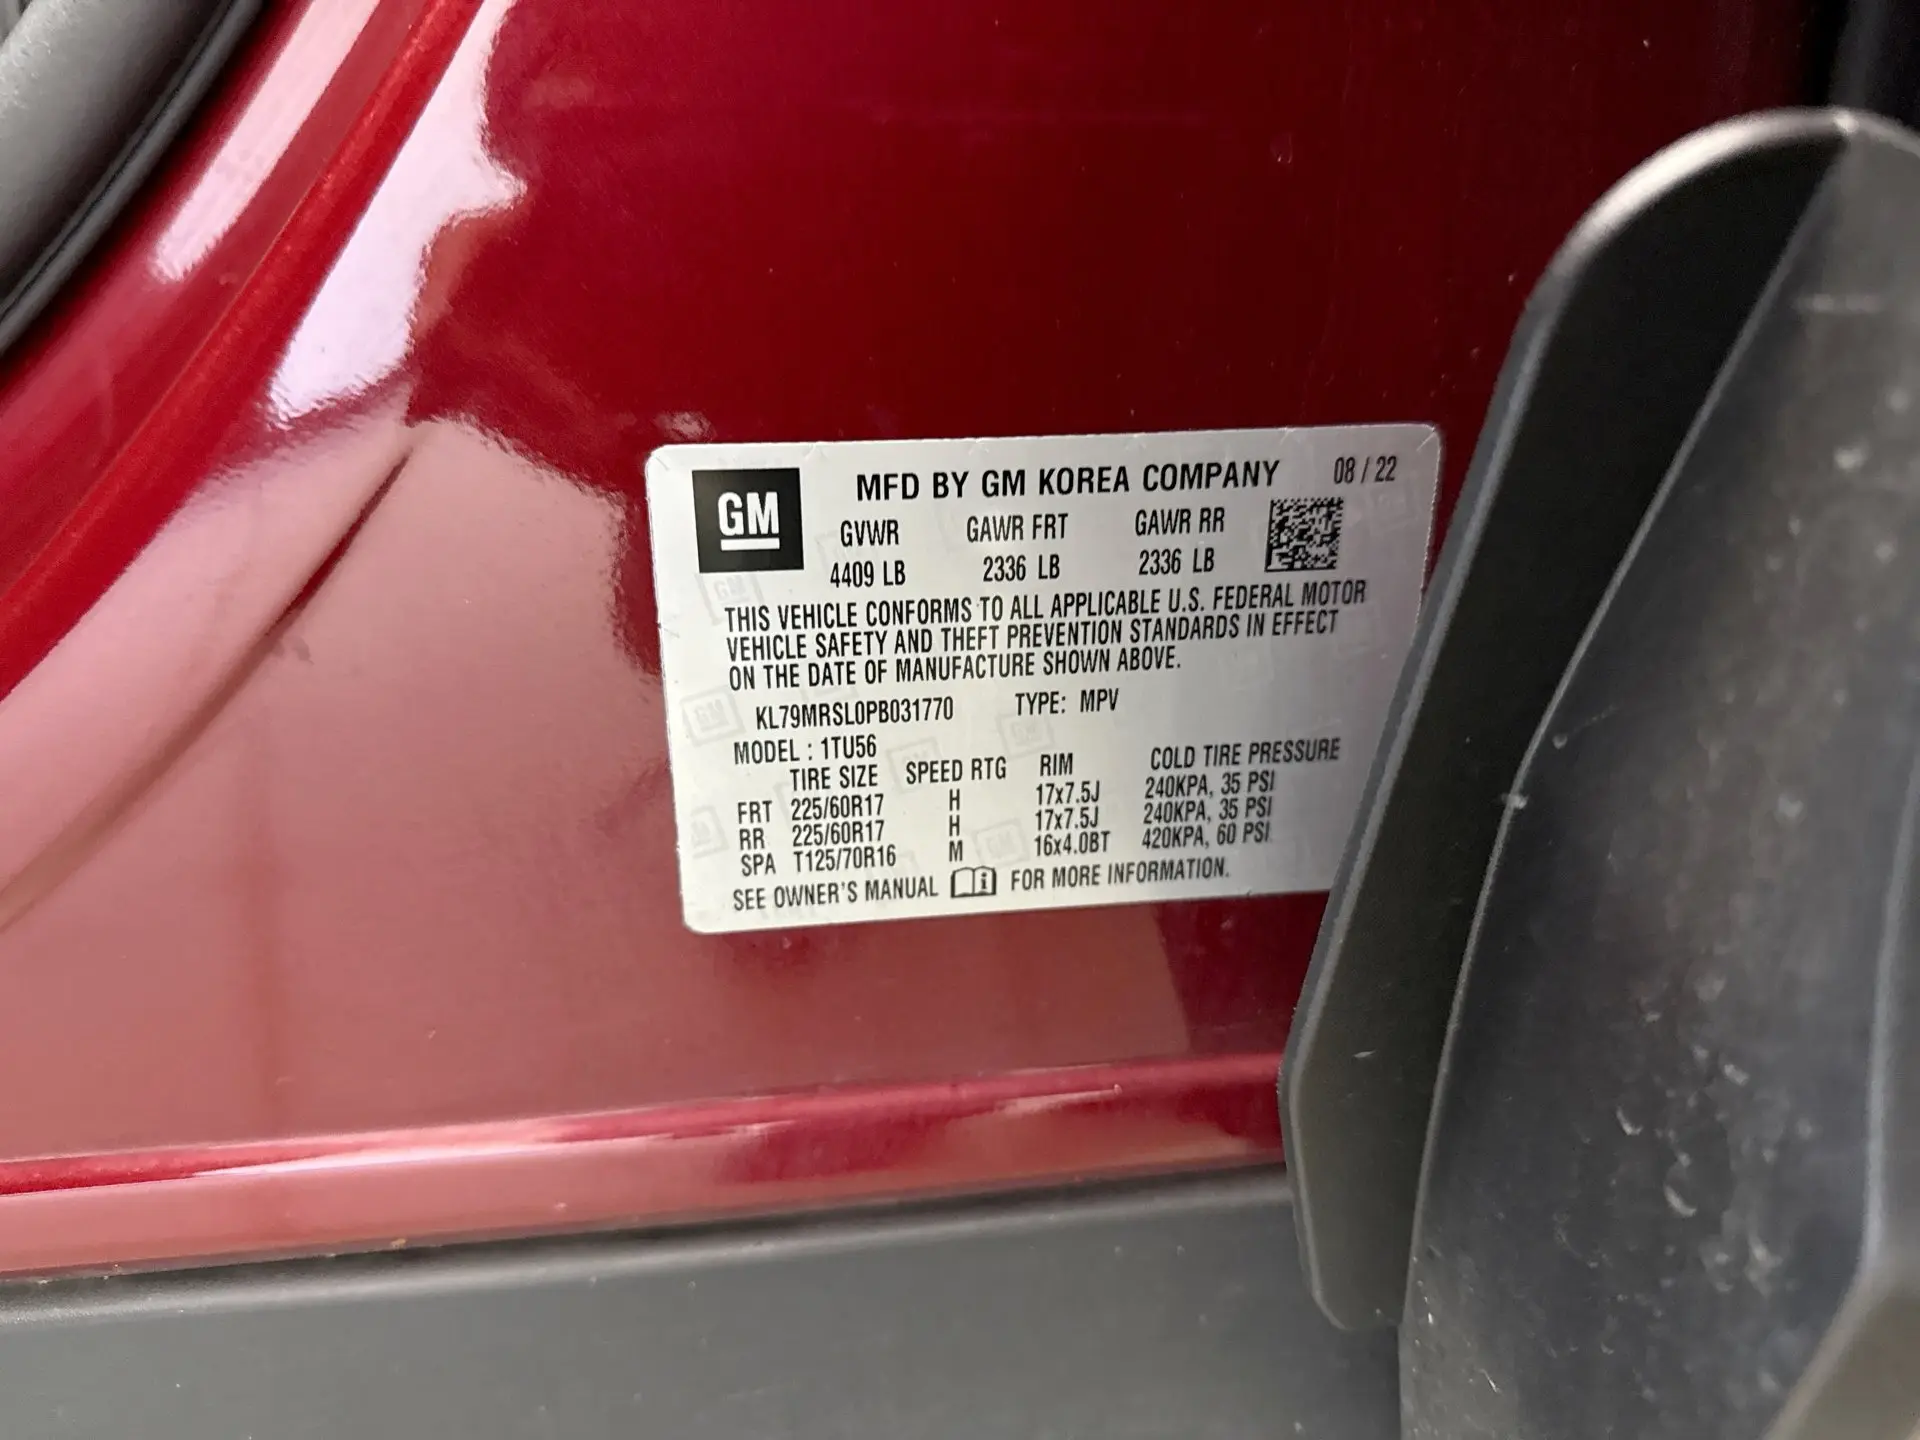 GM
MFD BY GM KOREA COMPANY 08 / 22
GVWR GAWR FRT GAWR RR
4409 LB 2336 LB 2336 LB
THIS VEHICLE CONFORMS TO ALL APPLICABLE U.S. FEDERAL MOTOR
VEHICLE SAFETY AND THEFT PREVENTION STANDARDS IN EFFECT
ON THE DATE OF MANUFACTURE SHOWN ABOVE.
KL79MRSL0PB031770 TYPE: MPV
MODEL : 1TU56
TIRE SIZE SPEED RTG RIM COLD TIRE PRESSURE
FRT 225/60R17 H 17x7.5J 240KPA, 35 PSI
RR 225/60R17 H 17x7.5J 240KPA, 35 PSI
SPA T125/70R16 M 16x4.0BT 420KPA, 60 PSI
SEE OWNER'S MANUAL FOR MORE INFORMATION.